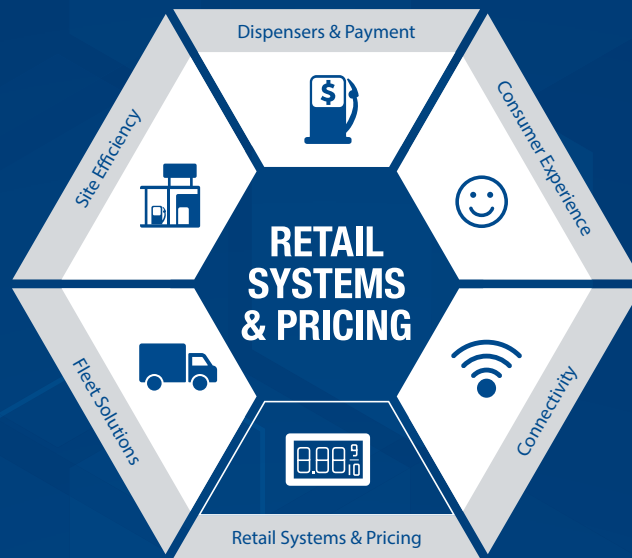 Dispensers & Payment
$
Site Efficiency
Consumer Experience
RETAIL
SYSTEMS
& PRICING
Fleet Solutions
Connectivity
8.88 9/10
Retail Systems & Pricing